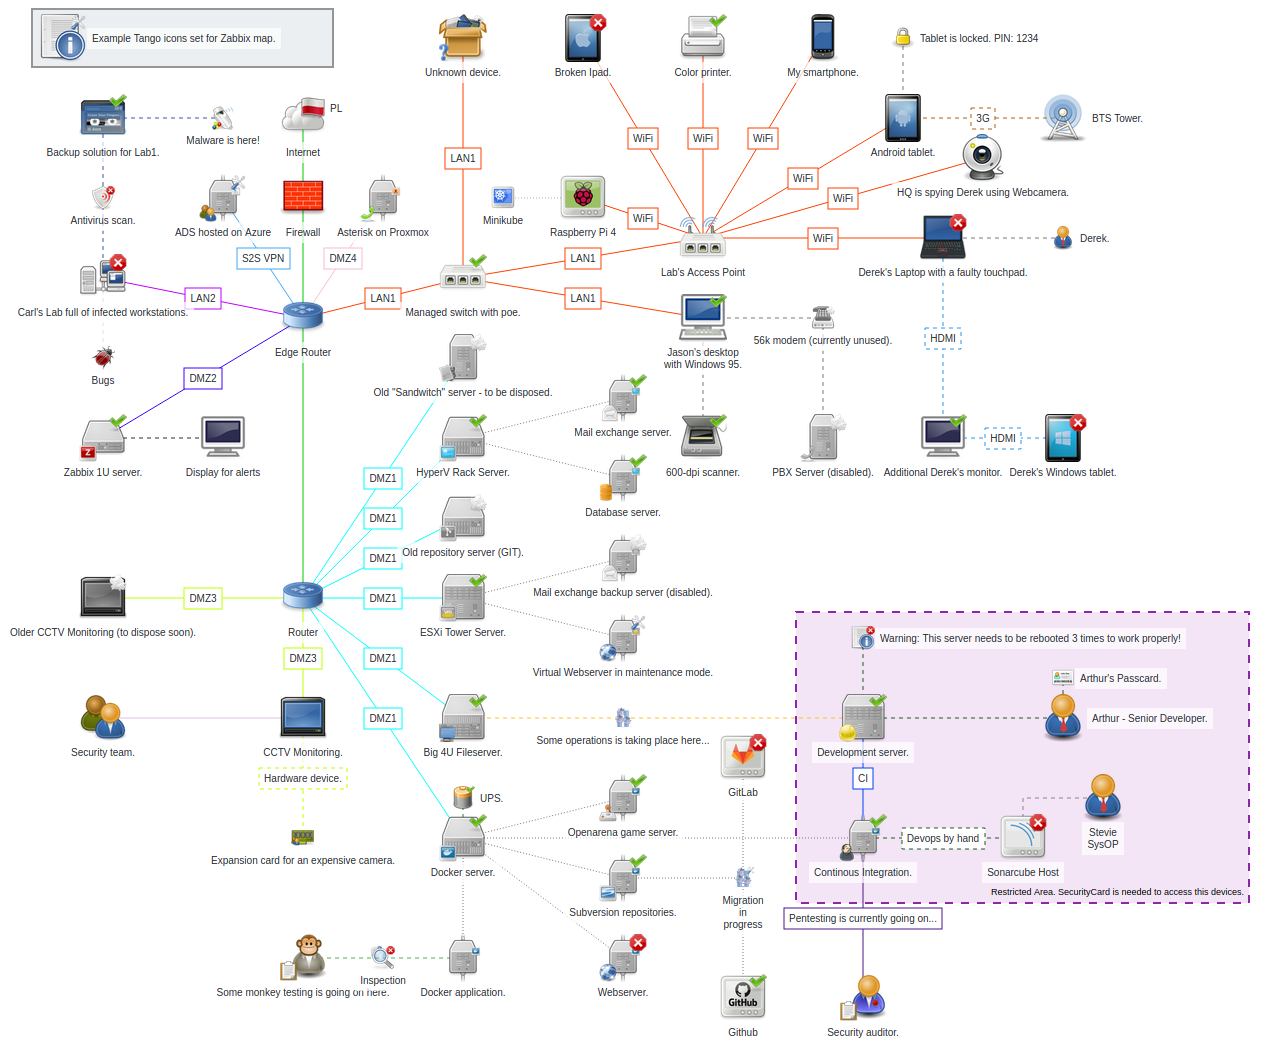 Example Tango icons set for Zabbix map.
Unknown device.
Broken Ipad.
Color printer.
My smartphone.
Tablet is locked. PIN: 1234
Backup solution for Lab1.
Malware is here!
PL
Internet
LAN1
WiFi
WiFi
WiFi
Android tablet.
3G
BTS Tower.
Antivirus scan.
ADS hosted on Azure
Firewall
Asterisk on Proxmox
Minikube
Raspberry Pi 4
WiFi
WiFi
WiFi
HQ is spying Derek using Webcamera.
S2S VPN
DMZ4
LAN1
Lab's Access Point
WiFi
Derek's Laptop with a faulty touchpad.
Derek.
Carl's Lab full of infected workstations.
LAN2
LAN1
Managed switch with poe.
LAN1
Edge Router
Jason's desktop
with Windows 95.
56k modem (currently unused).
HDMI
Bugs
DMZ2
Old "Sandwitch" server - to be disposed.
Z
Zabbix 1U server.
Display for alerts
HyperV Rack Server.
Mail exchange server.
600-dpi scanner.
PBX Server (disabled).
Additional Derek's monitor.
HDMI
Derek's Windows tablet.
DMZ1
DMZ1
Database server.
DMZ1
Old repository server (GIT).
Older CCTV Monitoring (to dispose soon).
DMZ3
Router
DMZ1
ESXi Tower Server.
Mail exchange backup server (disabled).
DMZ3
DMZ1
Virtual Webserver in maintenance mode.
Warning: This server needs to be rebooted 3 times to work properly!
Arthur's Passcard.
Security team.
CCTV Monitoring.
DMZ1
Big 4U Fileserver.
Some operations is taking place here...
Development server.
Arthur - Senior Developer.
Hardware device.
GitLab
CI
UPS.
Expansion card for an expensive camera.
Docker server.
Openarena game server.
Continous Integration.
Devops by hand
Sonarcube Host
Stevie
SysOP
Restricted Area. SecurityCard is needed to access this devices.
Subversion repositories.
Migration
in
progress
Pentesting is currently going on...
Some monkey testing is going on here.
Inspection
Docker application.
Webserver.
GitHub
Github
Security auditor.